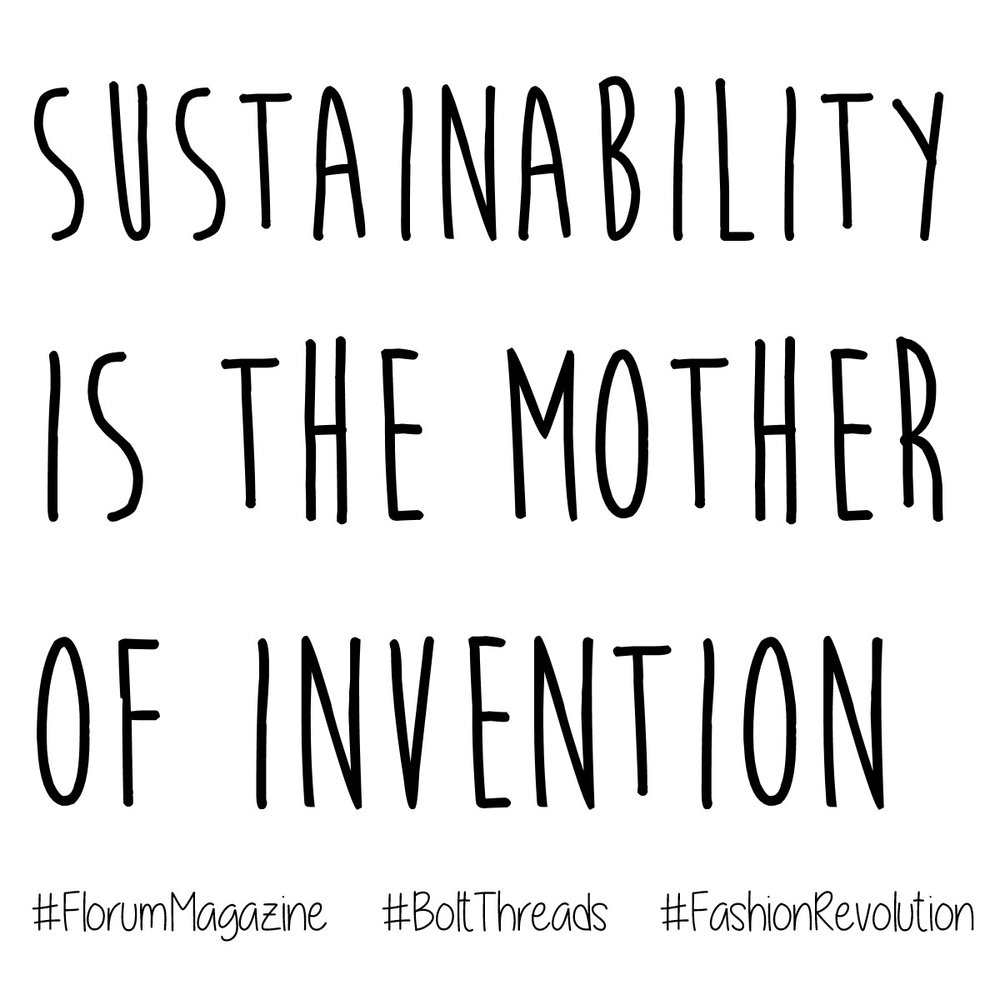 SUSTAINABILITY
IS THE MOTHER
OF INVENTION
#FlorumMagazine #BoltThreads #FashionRevolution